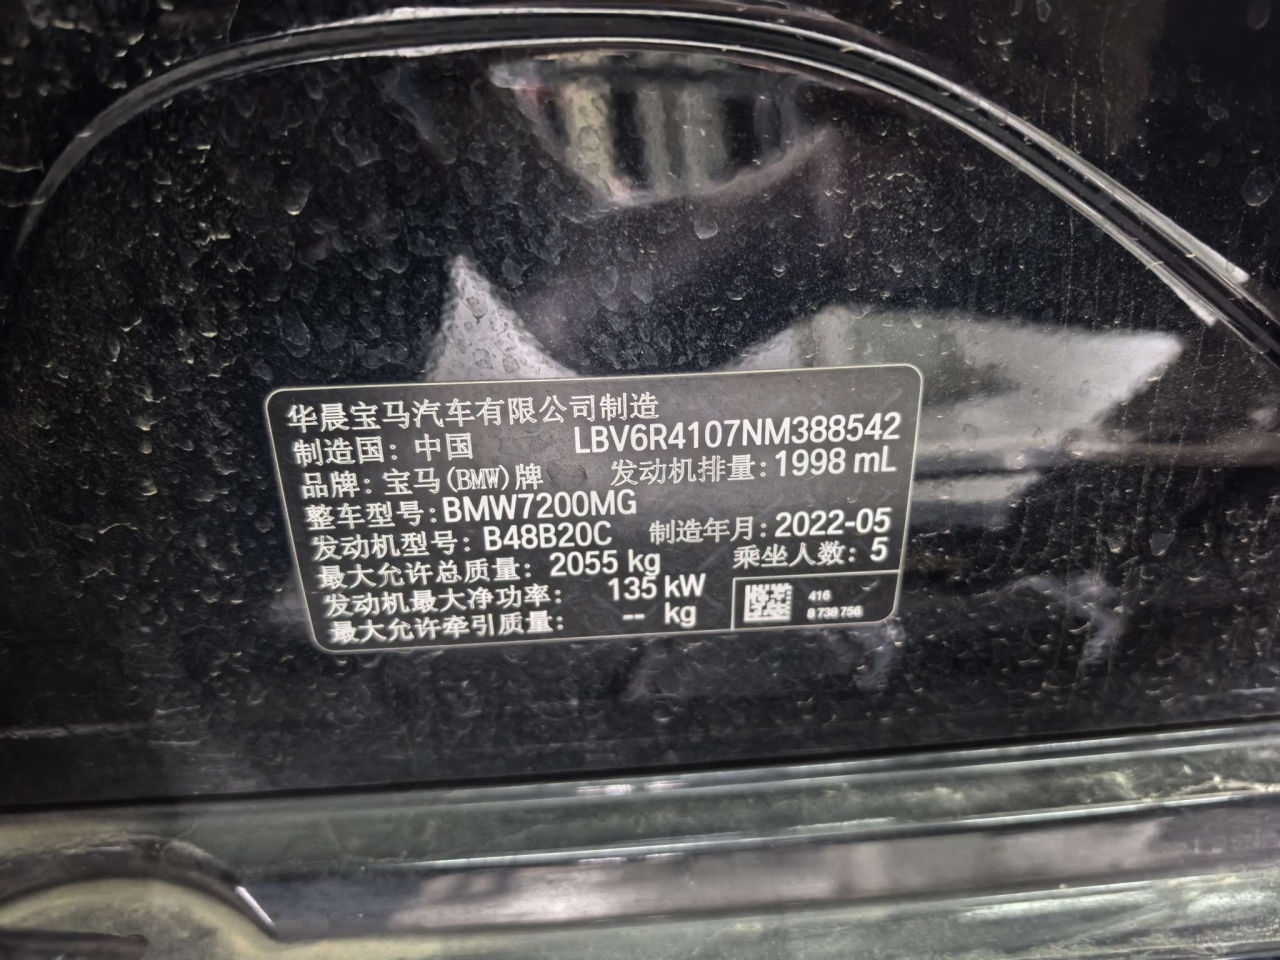 华晨宝马汽车有限公司制造
制造国：中国 LBV6R4107NM388542
品牌：宝马(BMW)牌 发动机排量：1998 mL
整车型号：BMW7200MG
发动机型号：B48B20C 制造年月：2022-05
最大允许总质量：2055 kg 乘坐人数：5
发动机最大净功率：135 kW
最大允许牵引质量：-- kg
416
8 738 756